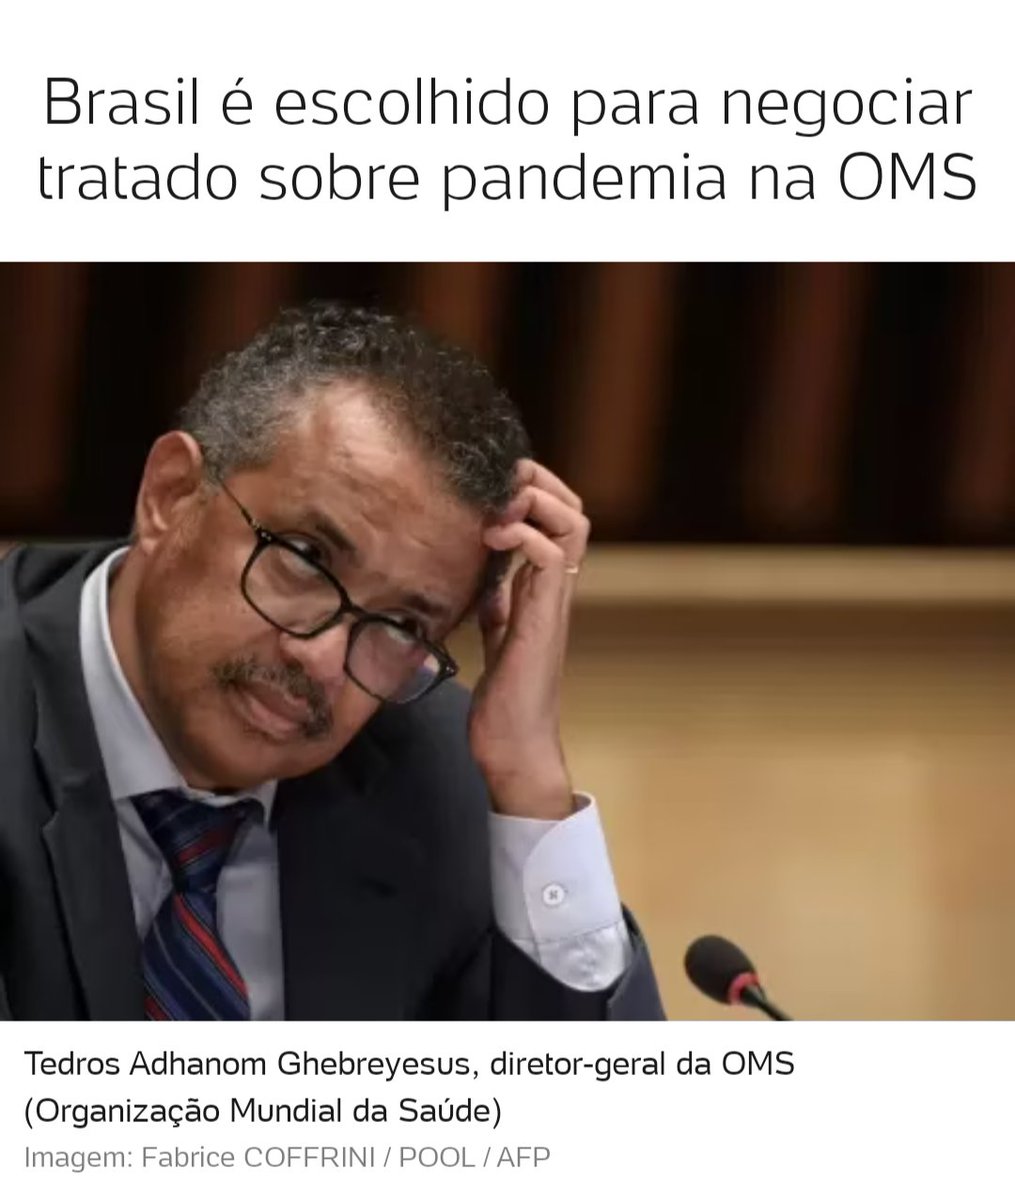 Brasil é escolhido para negociar
tratado sobre pandemia na OMS
Tedros Adhanom Ghebreyesus, diretor-geral da OMS
(Organização Mundial da Saúde)
Imagem: Fabrice COFFRINI / POOL / AFP